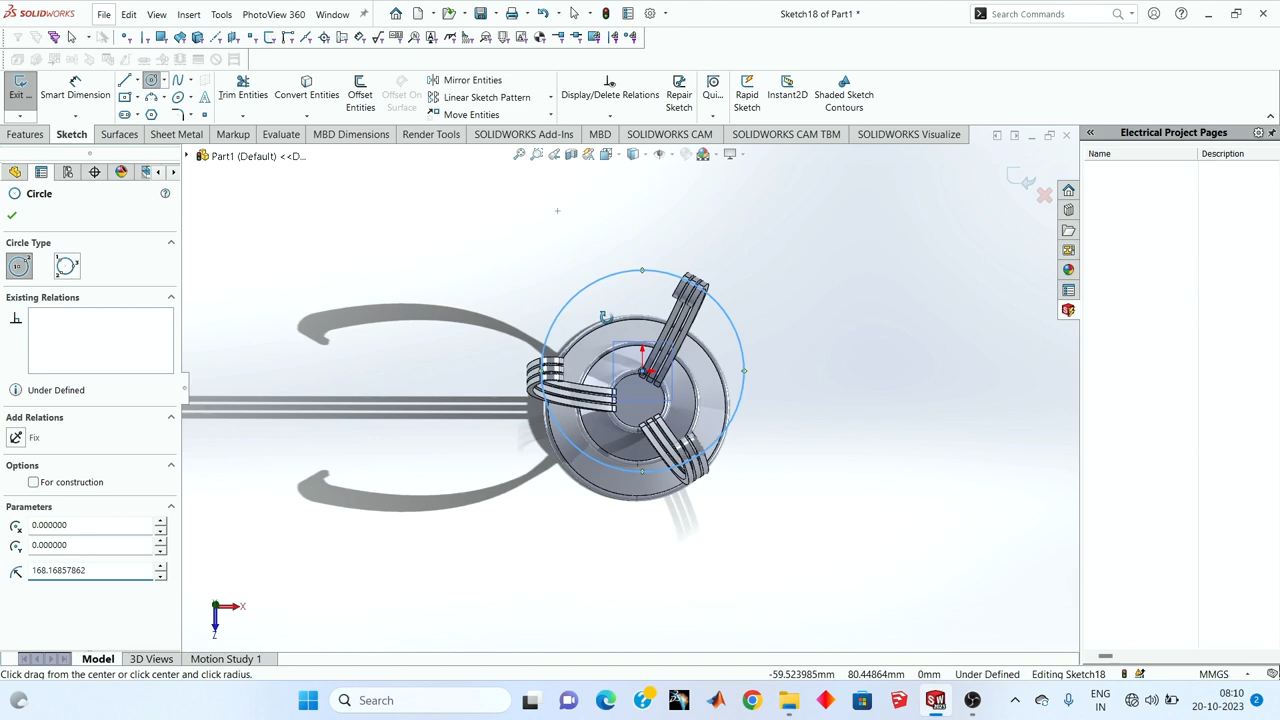 SOLIDWORKS File Edit View Insert Tools PhotoView 360 Window Sketch18 of Part1 * Search Commands
Exit ... Smart Dimension Trim Entities Convert Entities Offset Entities Offset On Surface Mirror Entities Linear Sketch Pattern Move Entities Display/Delete Relations Repair Sketch Qui... Rapid Sketch Instant2D Shaded Sketch Contours
Features Sketch Surfaces Sheet Metal Markup Evaluate MBD Dimensions Render Tools SOLIDWORKS Add-Ins MBD SOLIDWORKS CAM SOLIDWORKS CAM TBM SOLIDWORKS Visualize Electrical Project Pages
Part1 (Default) <<D... Name Description
Circle
Circle Type
Existing Relations
Under Defined
Add Relations
Fix
Options
For construction
Parameters
0.000000
0.000000
168.16857862
X
Z
Model 3D Views Motion Study 1
Click drag from the center or click center and click radius. -59.523985mm 80.44864mm 0mm Under Defined Editing Sketch18 MMGS
Search ENG IN 08:10 20-10-2023 2